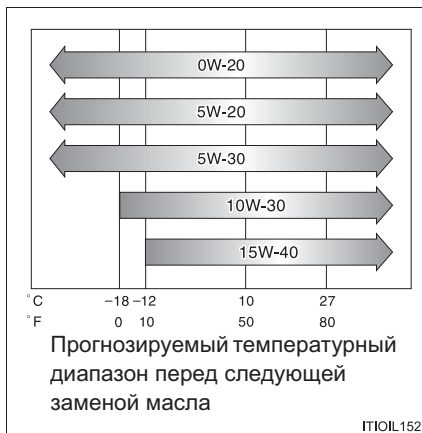 0W-20
5W-20
5W-30
10W-30
15W-40
°C −18 −12 10 27
°F 0 10 50 80
Прогнозируемый температурный
диапазон перед следующей
заменой масла
ITIOIL152